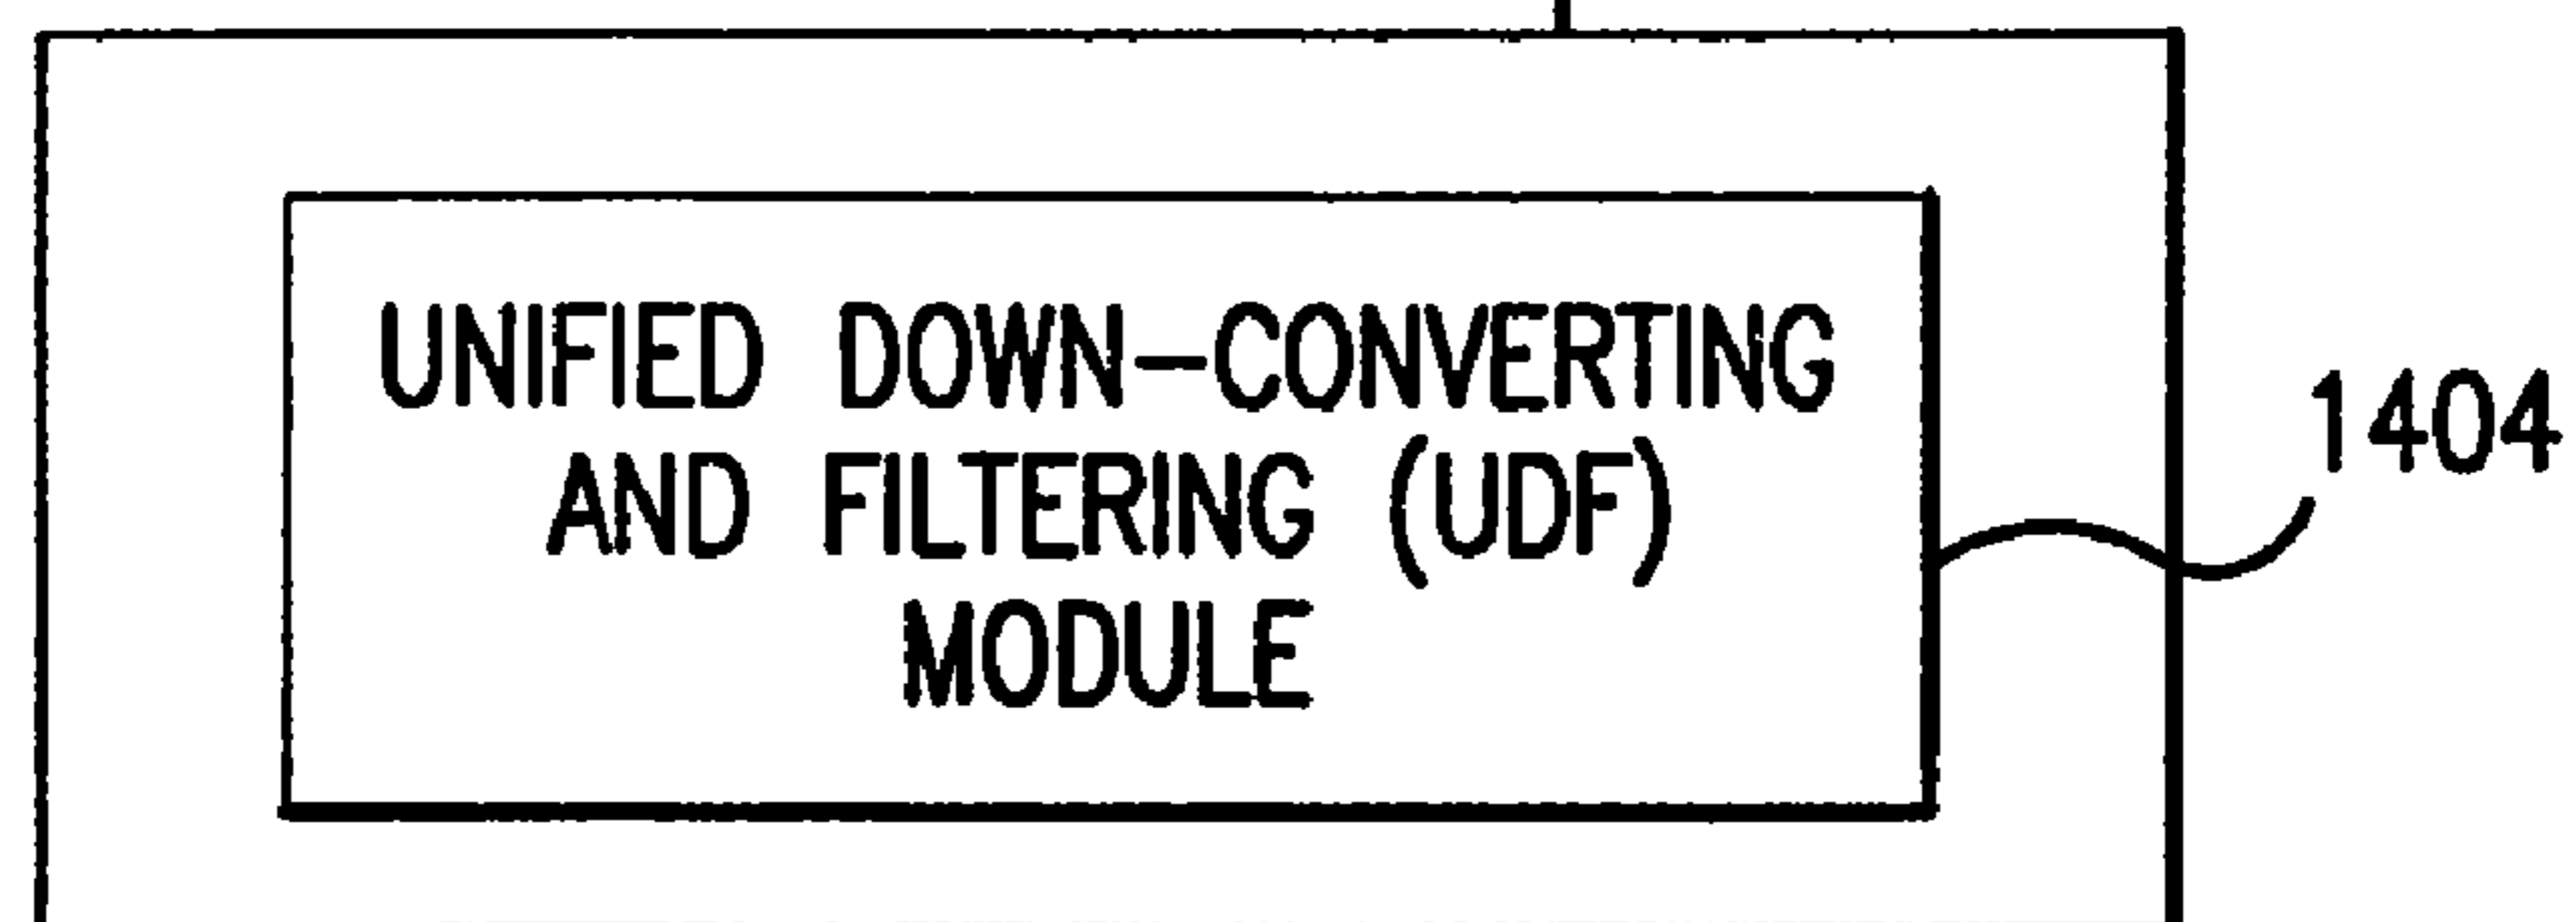 UNIFIED DOWN-CONVERTING
AND FILTERING (UDF)
MODULE
1404